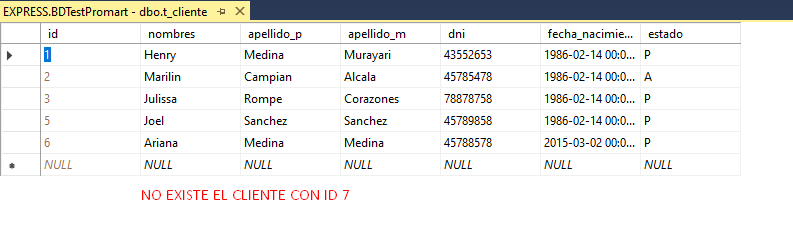 EXPRESS.BDTestPromart - dbo.t_cliente
id nombres apellido_p apellido_m dni fecha_nacimie... estado
1 Henry Medina Murayari 43552653 1986-02-14 00:0... P
2 Marilin Campian Alcala 45785478 1986-02-14 00:0... A
3 Julissa Rompe Corazones 78878758 1986-02-14 00:0... P
5 Joel Sanchez Sanchez 45789858 1986-02-14 00:0... P
6 Ariana Medina Medina 45788578 2015-03-02 00:0... P
NULL NULL NULL NULL NULL NULL NULL
NO EXISTE EL CLIENTE CON ID 7